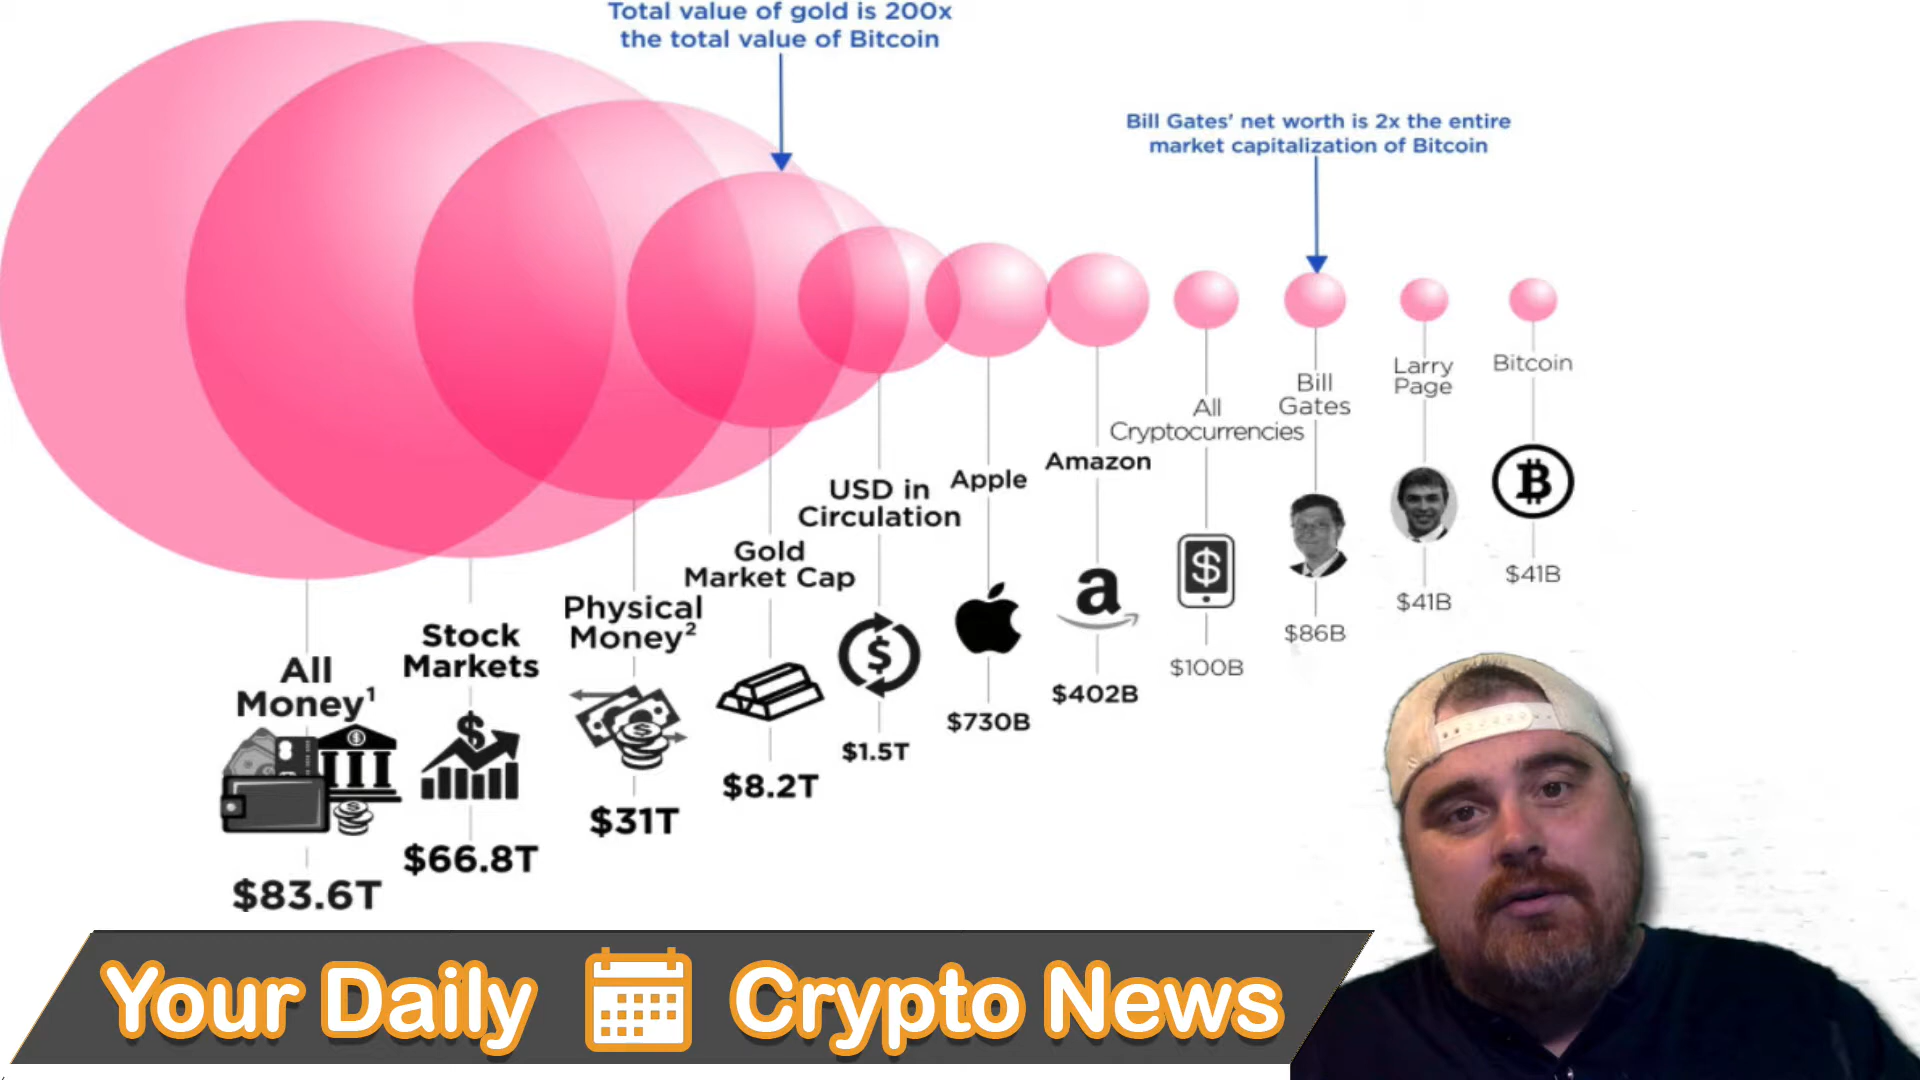 Total value of gold is 200x
the total value of Bitcoin
Bill Gates' net worth is 2x the entire
market capitalization of Bitcoin
All
Money¹
$83.6T
Stock
Markets
$66.8T
Physical
Money²
$31T
Gold
Market Cap
$8.2T
USD in
Circulation
$1.5T
Apple
$730B
Amazon
a
$402B
All
Cryptocurrencies
$100B
Bill
Gates
$86B
Larry
Page
$41B
Bitcoin
$41B
Your Daily Crypto News